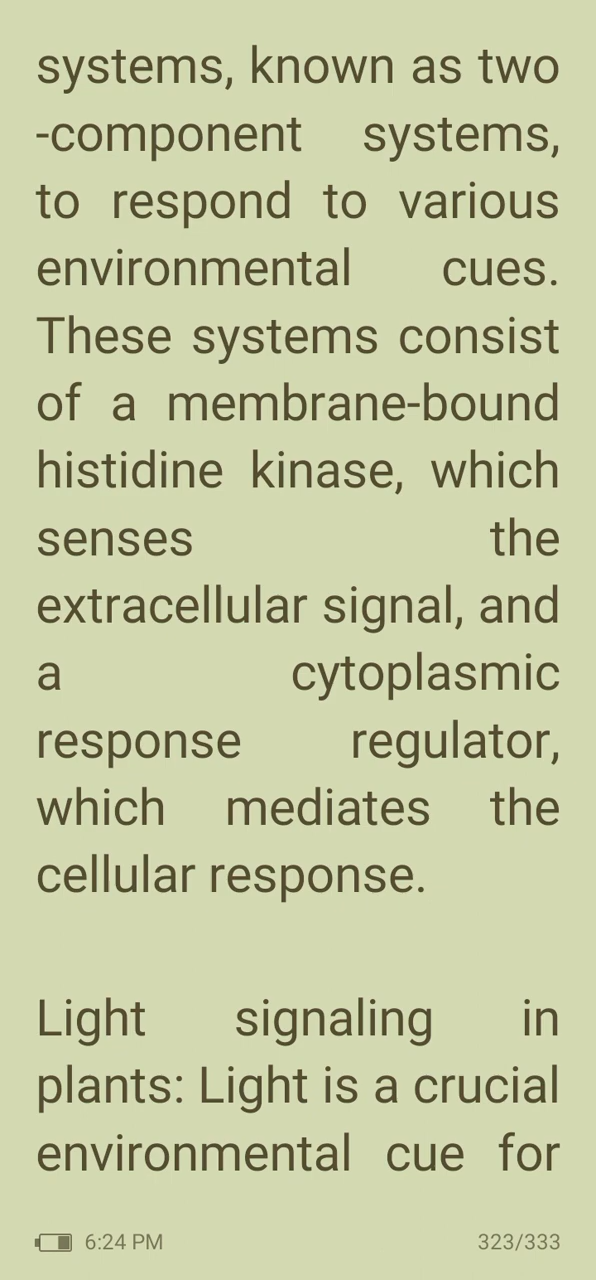 systems, known as two
-component systems,
to respond to various
environmental cues.
These systems consist
of a membrane-bound
histidine kinase, which
senses the
extracellular signal, and
a cytoplasmic
response regulator,
which mediates the
cellular response.
Light signaling in
plants: Light is a crucial
environmental cue for
6:24 PM 323/333